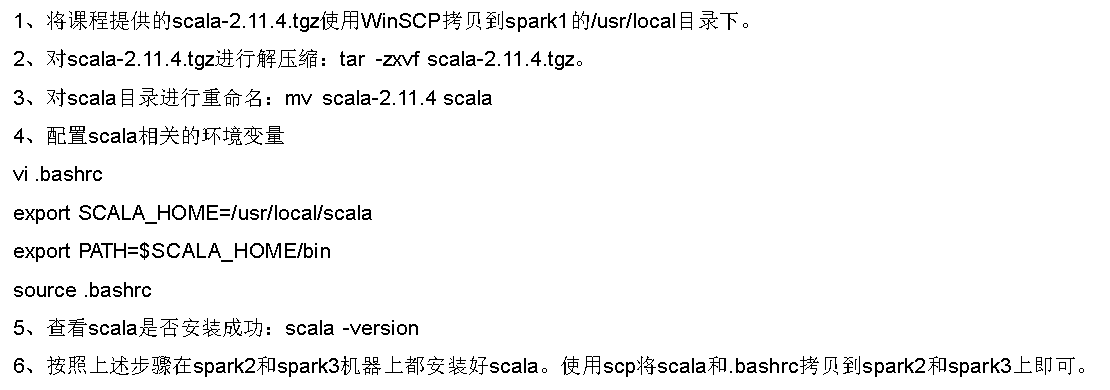 1、将课程提供的scala-2.11.4.tgz使用WinSCP拷贝到spark1的/usr/local目录下。
2、对scala-2.11.4.tgz进行解压缩：tar -zxvf scala-2.11.4.tgz。
3、对scala目录进行重命名：mv scala-2.11.4 scala
4、配置scala相关的环境变量
vi .bashrc
export SCALA_HOME=/usr/local/scala
export PATH=$SCALA_HOME/bin
source .bashrc
5、查看scala是否安装成功：scala -version
6、按照上述步骤在spark2和spark3机器上都安装好scala。使用scp将scala和.bashrc拷贝到spark2和spark3上即可。